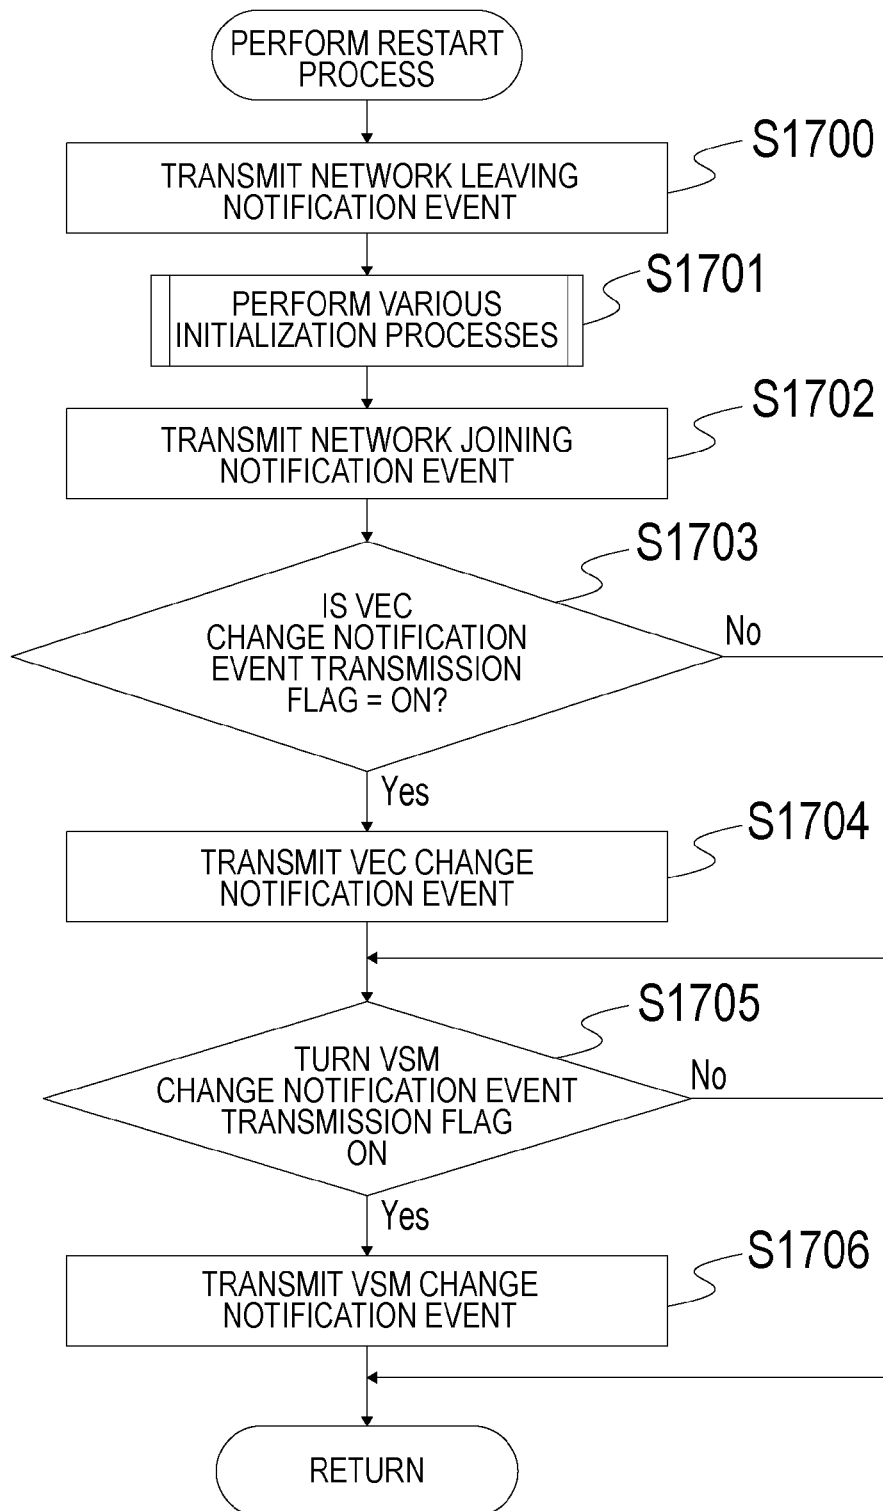 PERFORM RESTART
PROCESS
S1700
TRANSMIT NETWORK LEAVING
NOTIFICATION EVENT
S1701
PERFORM VARIOUS
INITIALIZATION PROCESSES
S1702
TRANSMIT NETWORK JOINING
NOTIFICATION EVENT
S1703
IS VEC
CHANGE NOTIFICATION
EVENT TRANSMISSION
FLAG = ON?
No
Yes
S1704
TRANSMIT VEC CHANGE
NOTIFICATION EVENT
S1705
TURN VSM
CHANGE NOTIFICATION EVENT
TRANSMISSION FLAG
ON
No
Yes
S1706
TRANSMIT VSM CHANGE
NOTIFICATION EVENT
RETURN